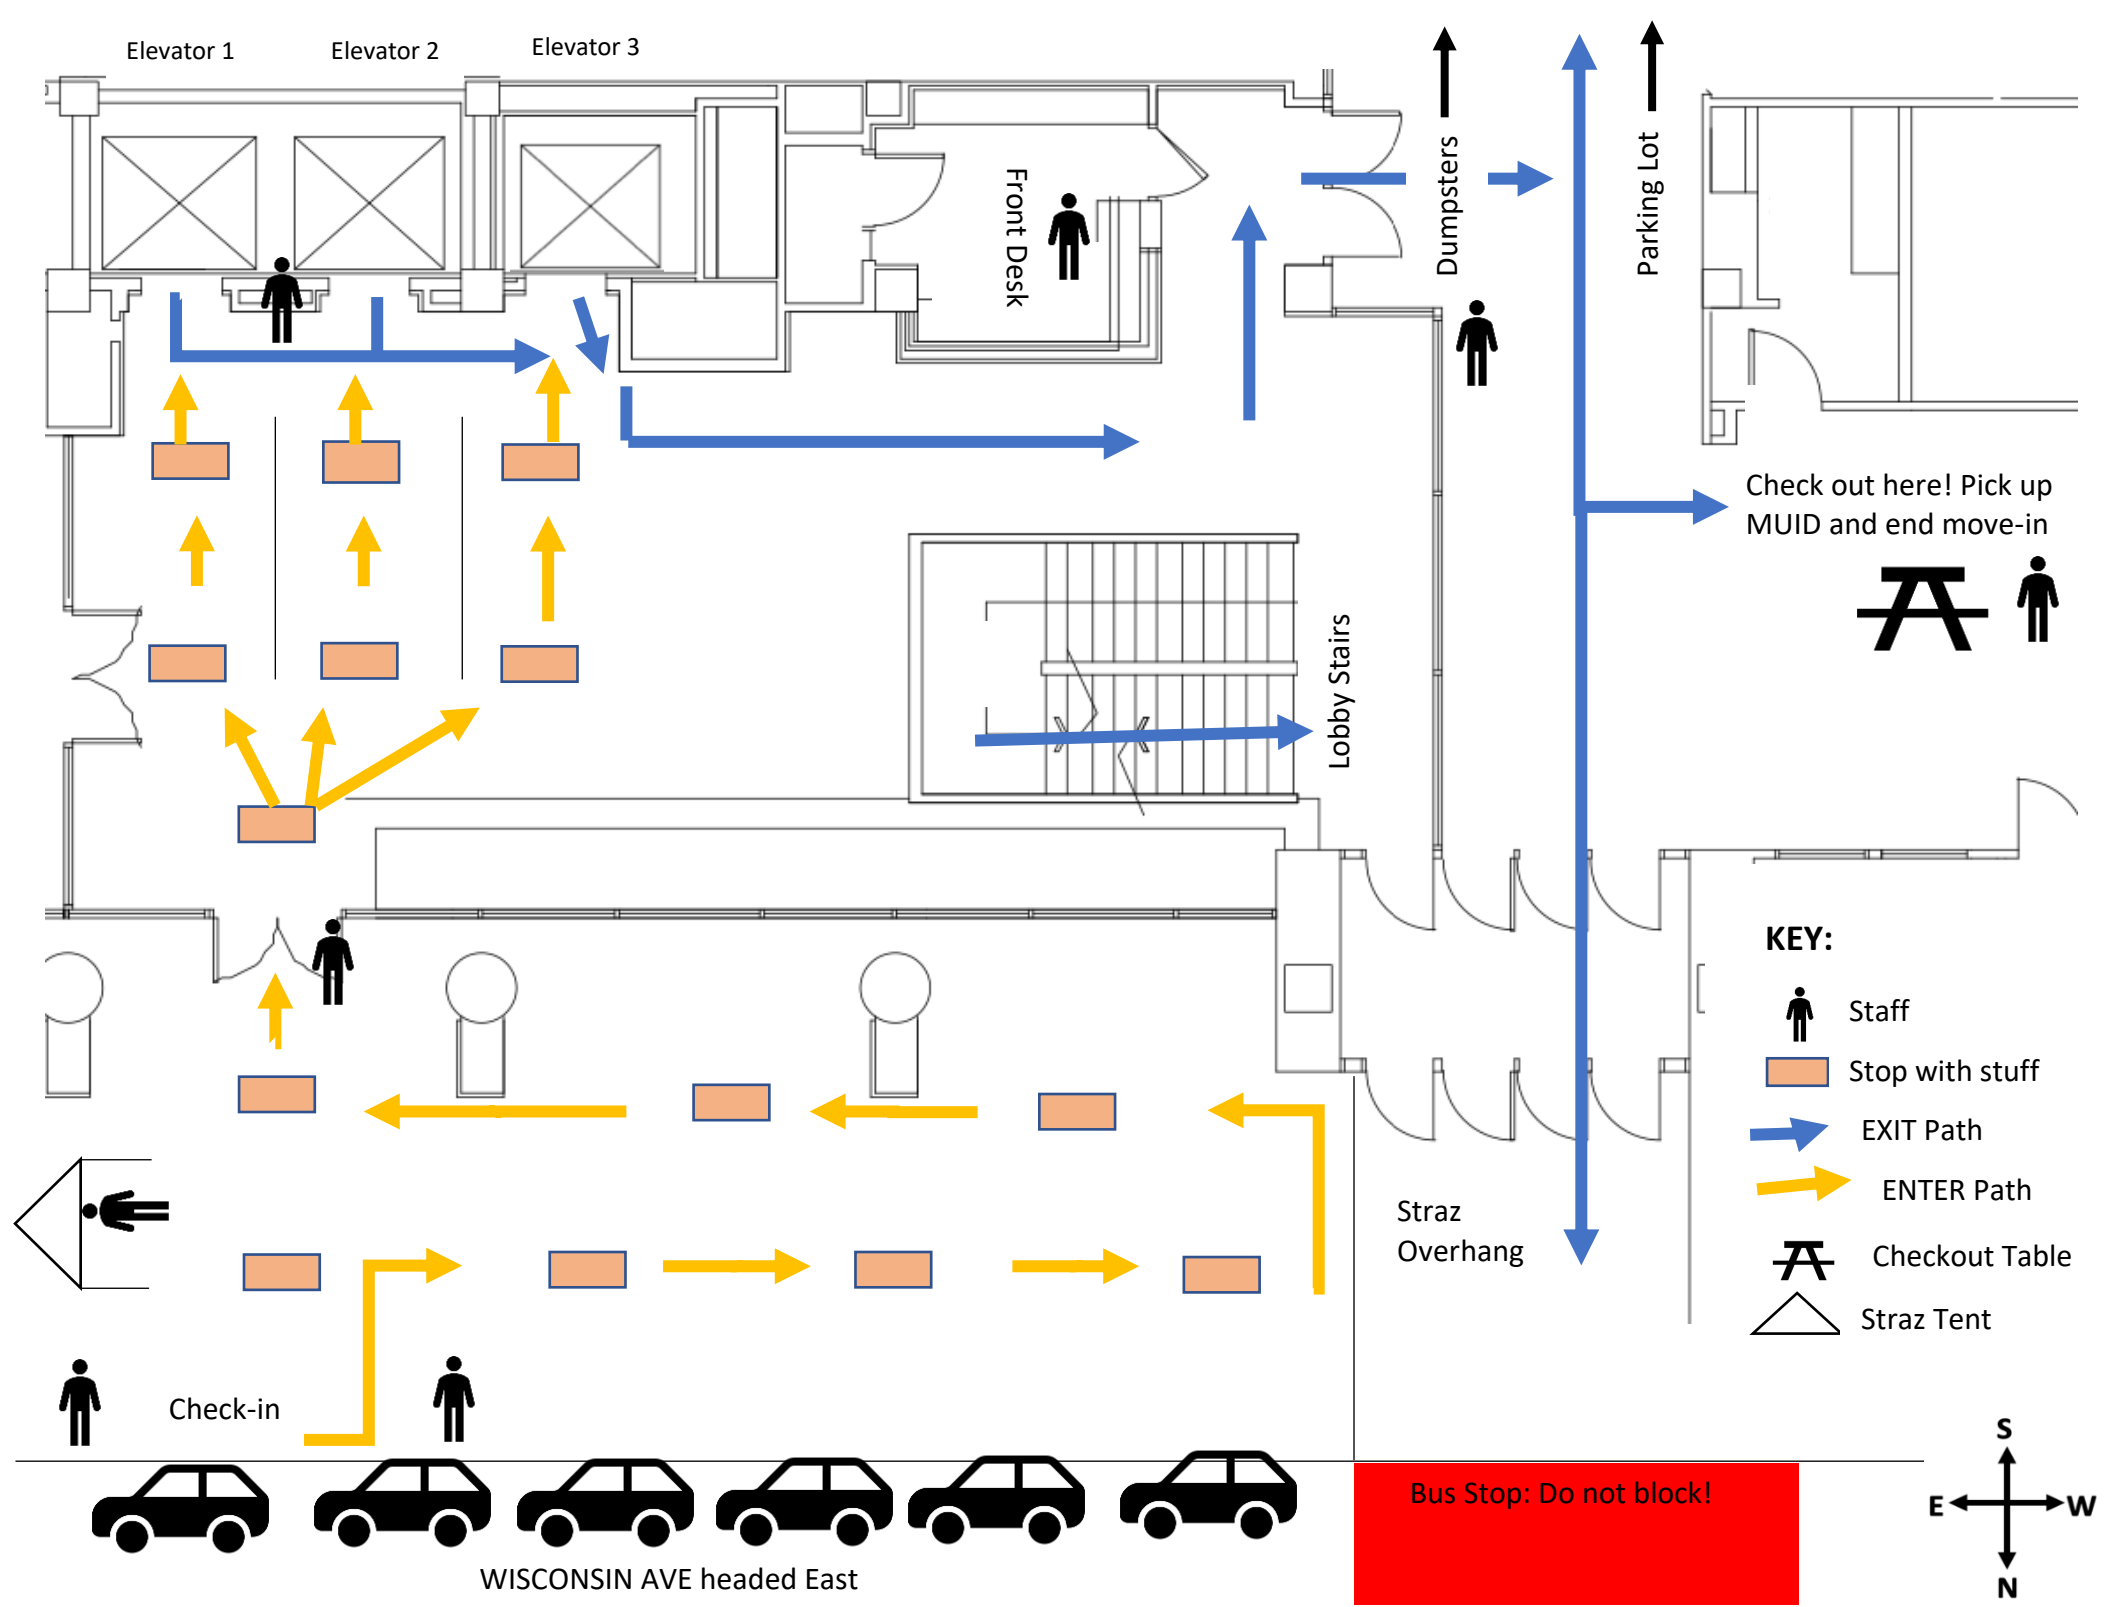 Elevator 1
Elevator 2
Elevator 3
Front Desk
Dumpsters
Parking Lot
Check out here! Pick up
MUID and end move-in
Lobby Stairs
KEY:
Staff
Stop with stuff
EXIT Path
ENTER Path
Checkout Table
Straz Tent
Straz
Overhang
Check-in
Bus Stop: Do not block!
WISCONSIN AVE headed East
S
E
W
N